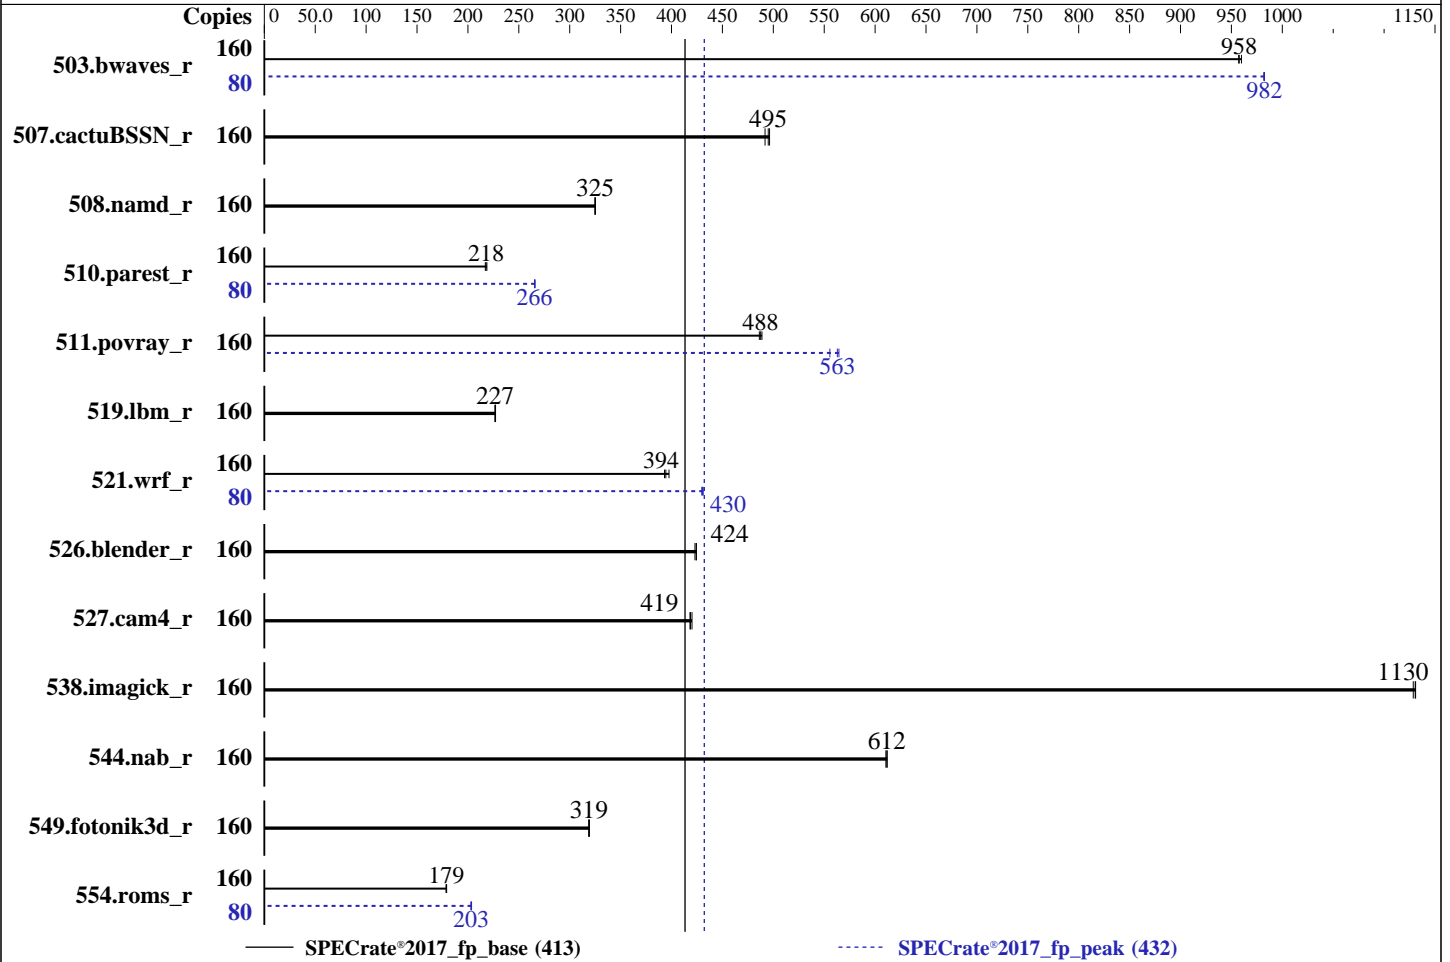 Copies 0 50.0 100 150 200 250 300 350 400 450 500 550 600 650 700 750 800 850 900 950 1000 1150
503.bwaves_r 160 958
80 982
507.cactuBSSN_r 160 495
508.namd_r 160 325
510.parest_r 160 218
80 266
511.povray_r 160 488
563
519.lbm_r 160 227
521.wrf_r 160 394
80 430
526.blender_r 160 424
527.cam4_r 160 419
538.imagick_r 160 1130
544.nab_r 160 612
549.fotonik3d_r 160 319
554.roms_r 160 179
80 203
SPECrate®2017_fp_base (413) SPECrate®2017_fp_peak (432)